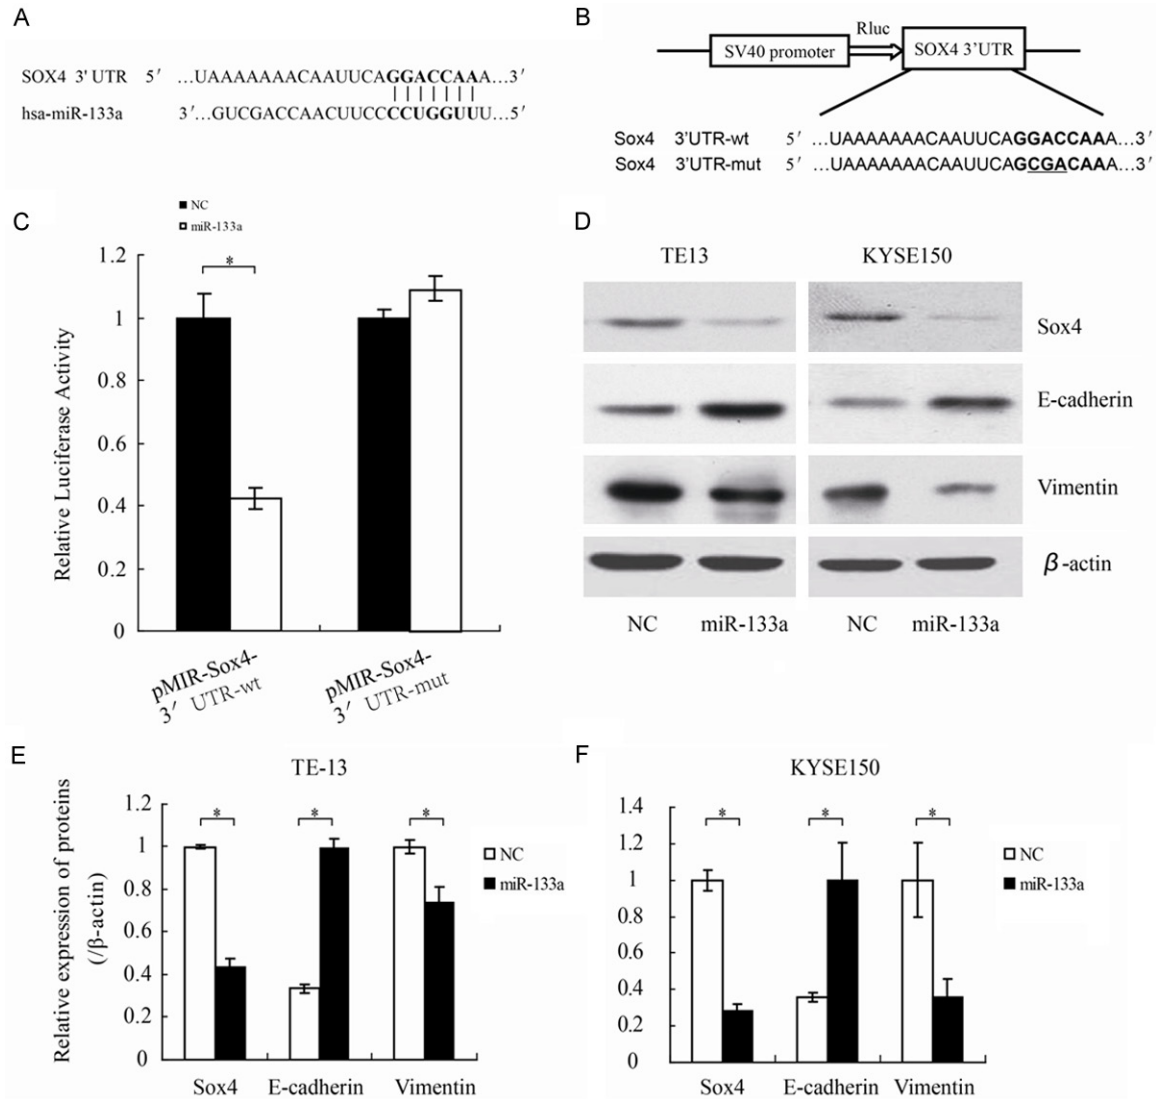 A
SOX4 3' UTR 5′ ...UAAAAAAACAAUUCAGGACCAAA...3′
hsa-miR-133a 3′...GUCGACCAACUUCCCCUGGUUU...5′
B
Rluc
SV40 promoter
SOX4 3'UTR
Sox4 3'UTR-wt 5′ ...UAAAAAAACAAUUCAGGACCAAA...3′
Sox4 3'UTR-mut 5′ ...UAAAAAAACAAUUCAGCGACAAA...3′
C
NC
miR-133a
Relative Luciferase Activity
1.2
1
0.8
0.6
0.4
0.2
0
*
pMIR-Sox4-
3′ UTR-wt
pMIR-Sox4-
3′ UTR-mut
D
TE13 KYSE150
Sox4
E-cadherin
Vimentin
β-actin
NC miR-133a NC miR-133a
E
TE-13
Relative expression of proteins
(/β-actin)
1.2
1
0.8
0.6
0.4
0.2
0
* * *
NC
miR-133a
Sox4 E-cadherin Vimentin
F
KYSE150
1.4
1.2
1
0.8
0.6
0.4
0.2
0
* * *
NC
miR-133a
Sox4 E-cadherin Vimentin